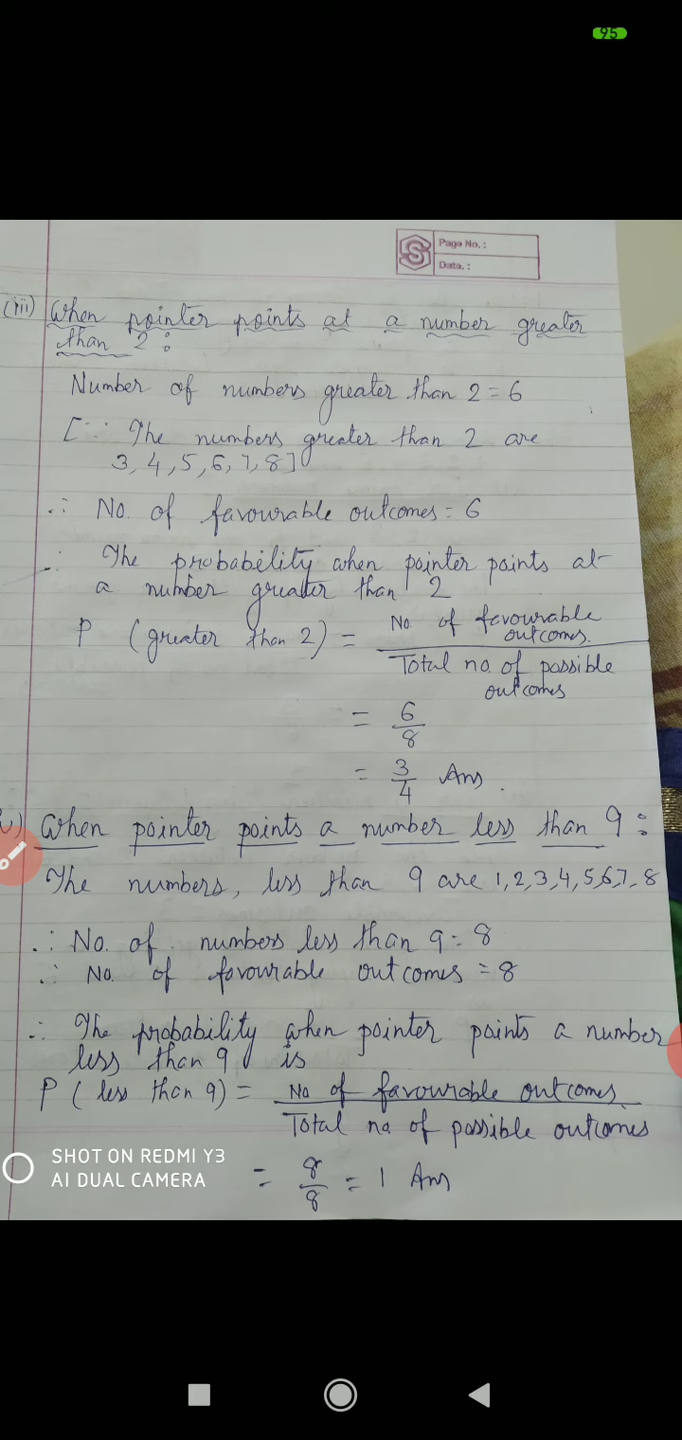 95
Page No. :
Date. :
(iii) When pointer points at a number greater
than 2 :
Number of numbers greater than 2 = 6
[∵ The numbers greater than 2 are
3, 4, 5, 6, 7, 8]
∴ No. of favourable outcomes = 6
∴ The probability when pointer points at
a number greater than 2
P (greater than 2) = No. of favourable outcomes.
Total no. of possible outcomes
= 6/8
= 3/4 Ans.
When pointer points a number less than 9 :
The numbers, less than 9 are 1, 2, 3, 4, 5, 6, 7, 8
∴ No. of numbers less than 9 = 8
∴ No. of favourable outcomes = 8
∴ The probability when pointer points a number
less than 9 is
P (less than 9) = No of favourable outcomes.
Total no of possible outcomes
= 8/8 = 1 Ans
SHOT ON REDMI Y3
AI DUAL CAMERA